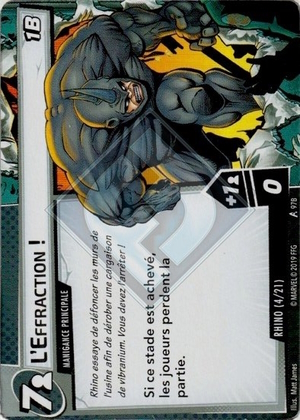 1B
L'EFFRACTION !
7
MANIGANCE PRINCIPALE
Rhino essaye de défoncer les murs de
l'usine afin de dérober une cargaison
de vibranium. Vous devez l'arrêter !
Si ce stade est achevé,
les joueurs perdent la
partie.
+1
0
RHINO (4/21)
Illus. Matt James
© MARVEL © 2019 FFG
97B